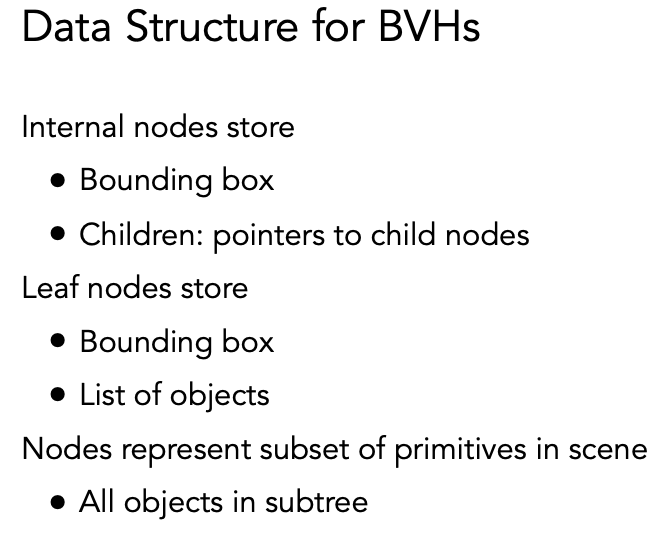 Data Structure for BVHs
Internal nodes store
• Bounding box
• Children: pointers to child nodes
Leaf nodes store
• Bounding box
• List of objects
Nodes represent subset of primitives in scene
• All objects in subtree